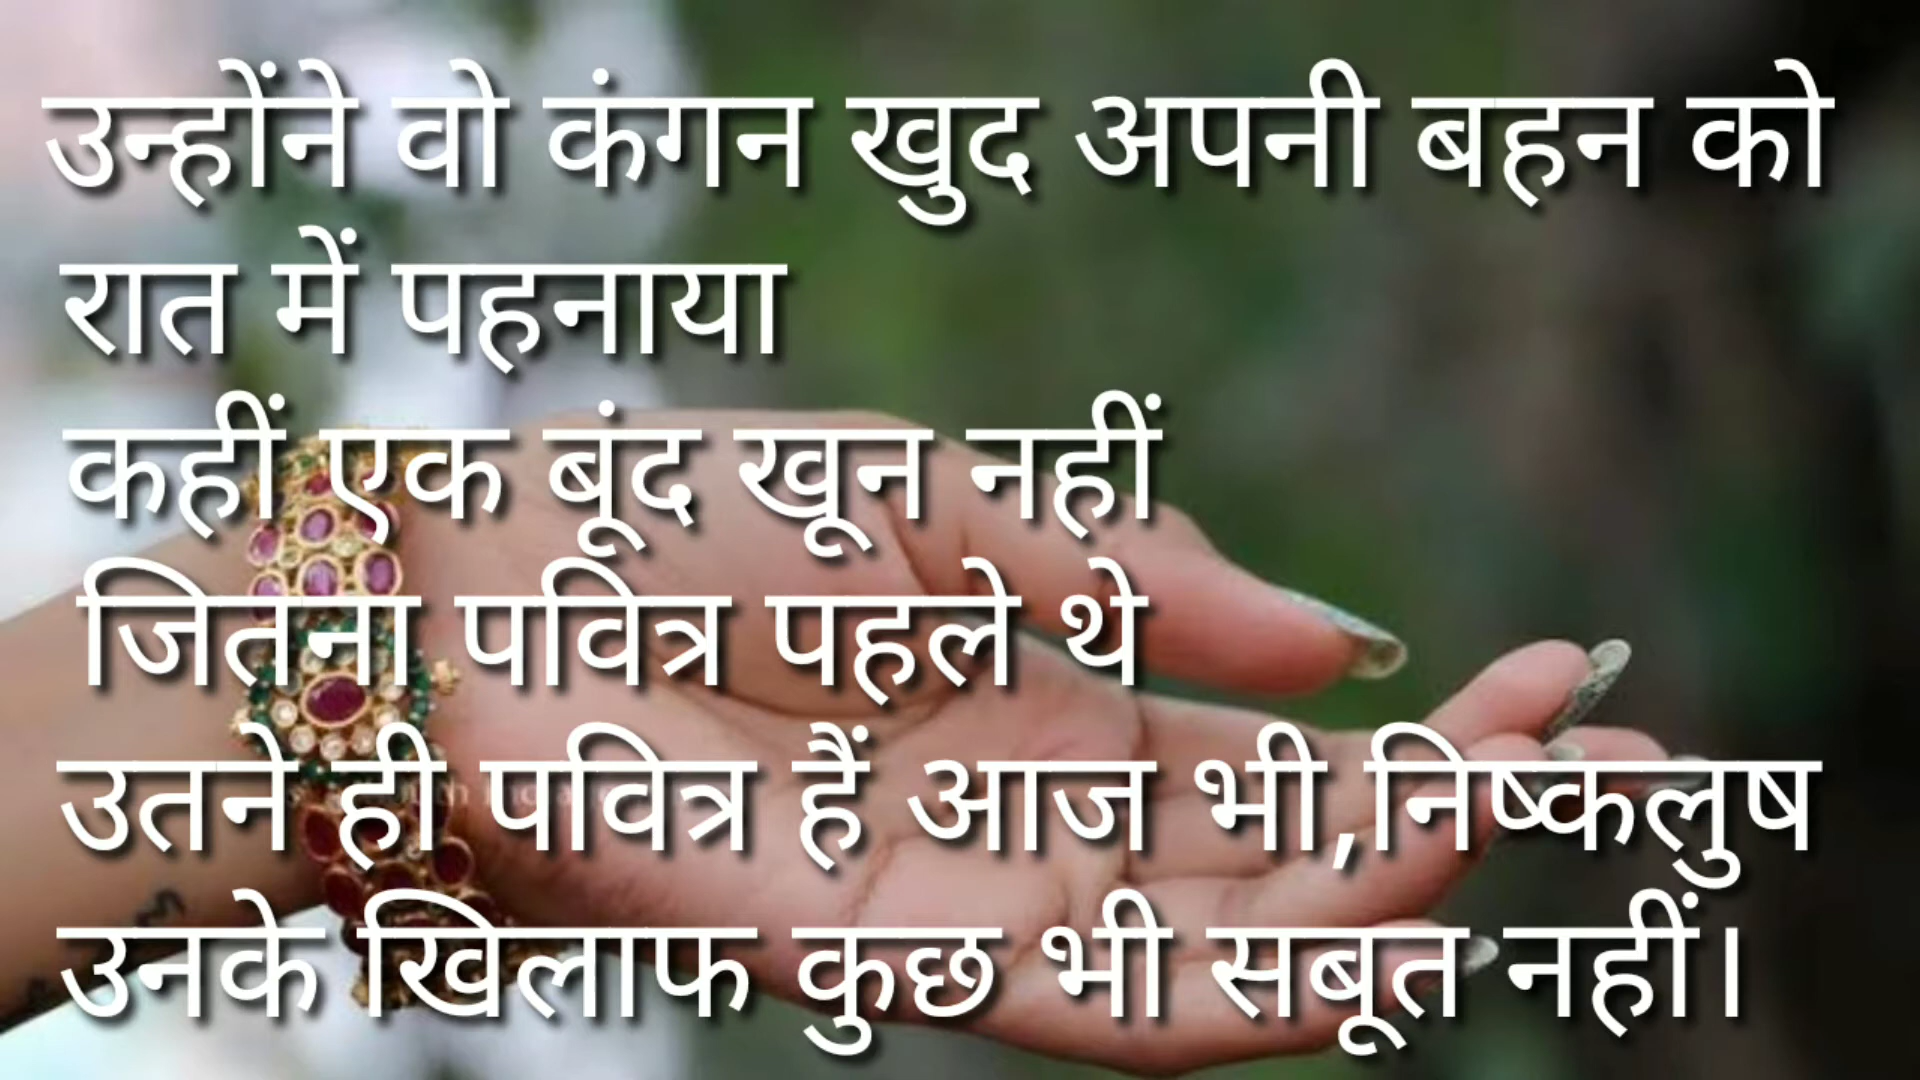 उन्होंने वो कंगन खुद अपनी बहन को
रात में पहनाया
कहीं एक बूंद खून नहीं
जितना पवित्र पहले थे
उतने ही पवित्र हैं आज भी,निष्कलुष
उनके खिलाफ कुछ भी सबूत नहीं।